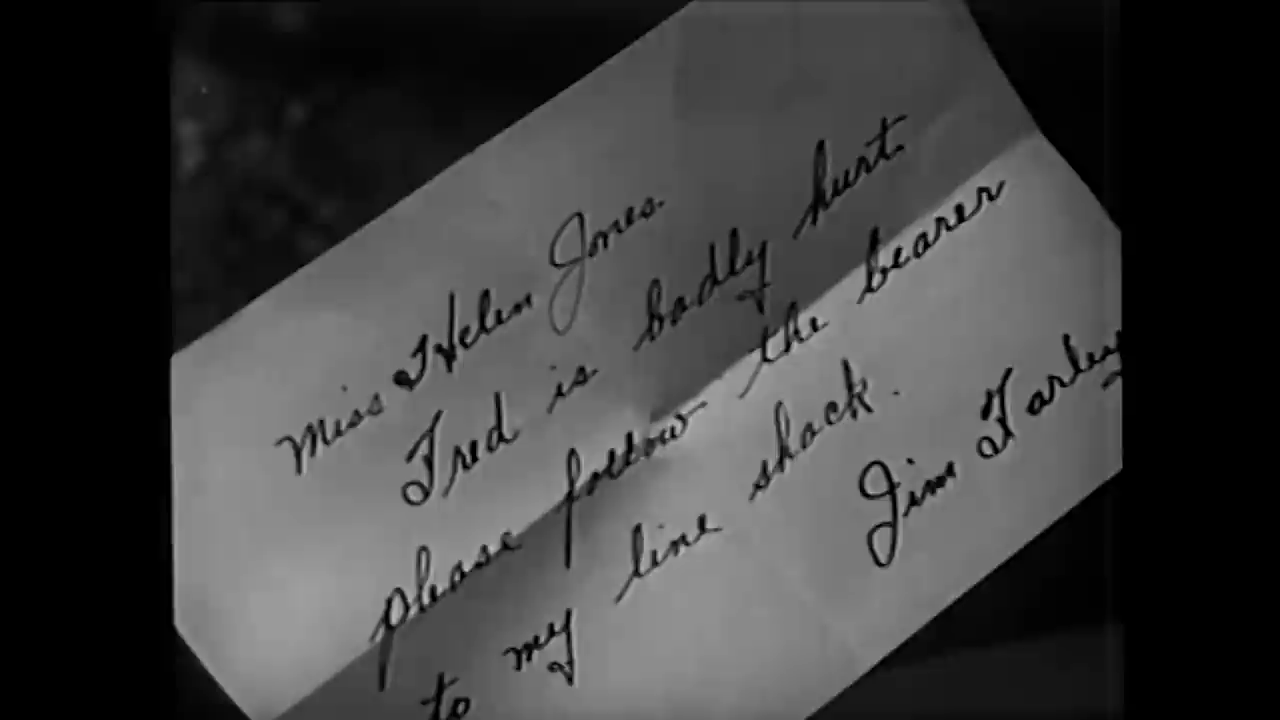 Miss Helen Jones.
Fred is badly hurt
please follow the bearer
to my line shack.
Jim Farley